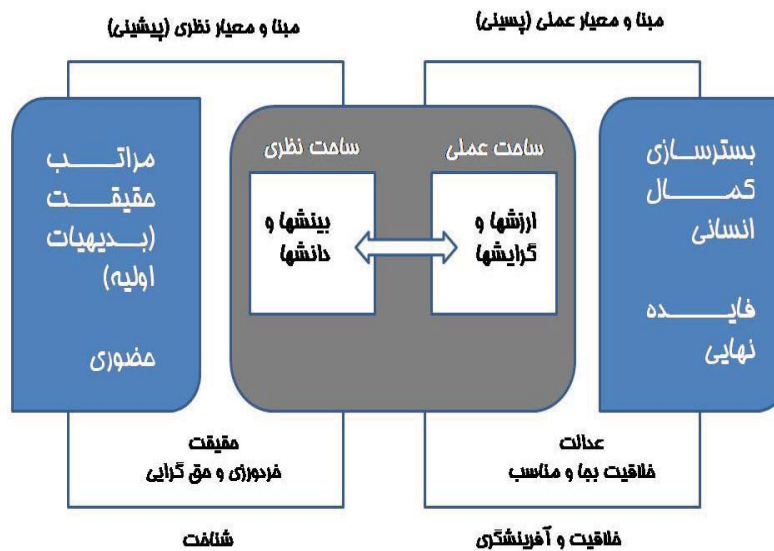 مبنا و معیار عملی (پسینی)
مبنا و معیار نظری (پیشینی)
بسترسازی
کمال
انسانی
فایده
نهایی
ساحت عملی
ارزشها و
گرایشها
ساحت نظری
بینشها و
دانشها
مراتب
حقیقت
(بدیهیات
اولیه)
حضوری
عدالت
خلاقیت بجا و مناسب
حقیقت
خردورزی و حق گرایی
خلاقیت و آفرینشگری
شناخت